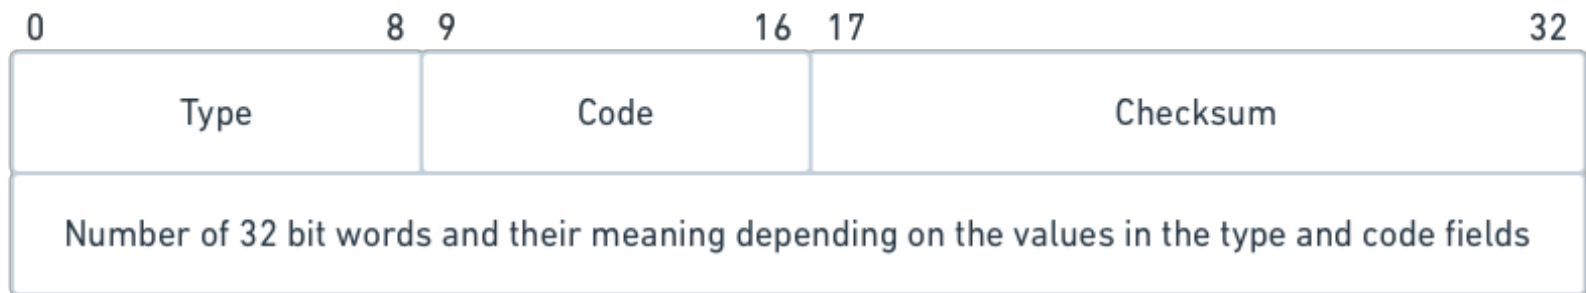 0 8 9 16 17 32
Type Code Checksum
Number of 32 bit words and their meaning depending on the values in the type and code fields